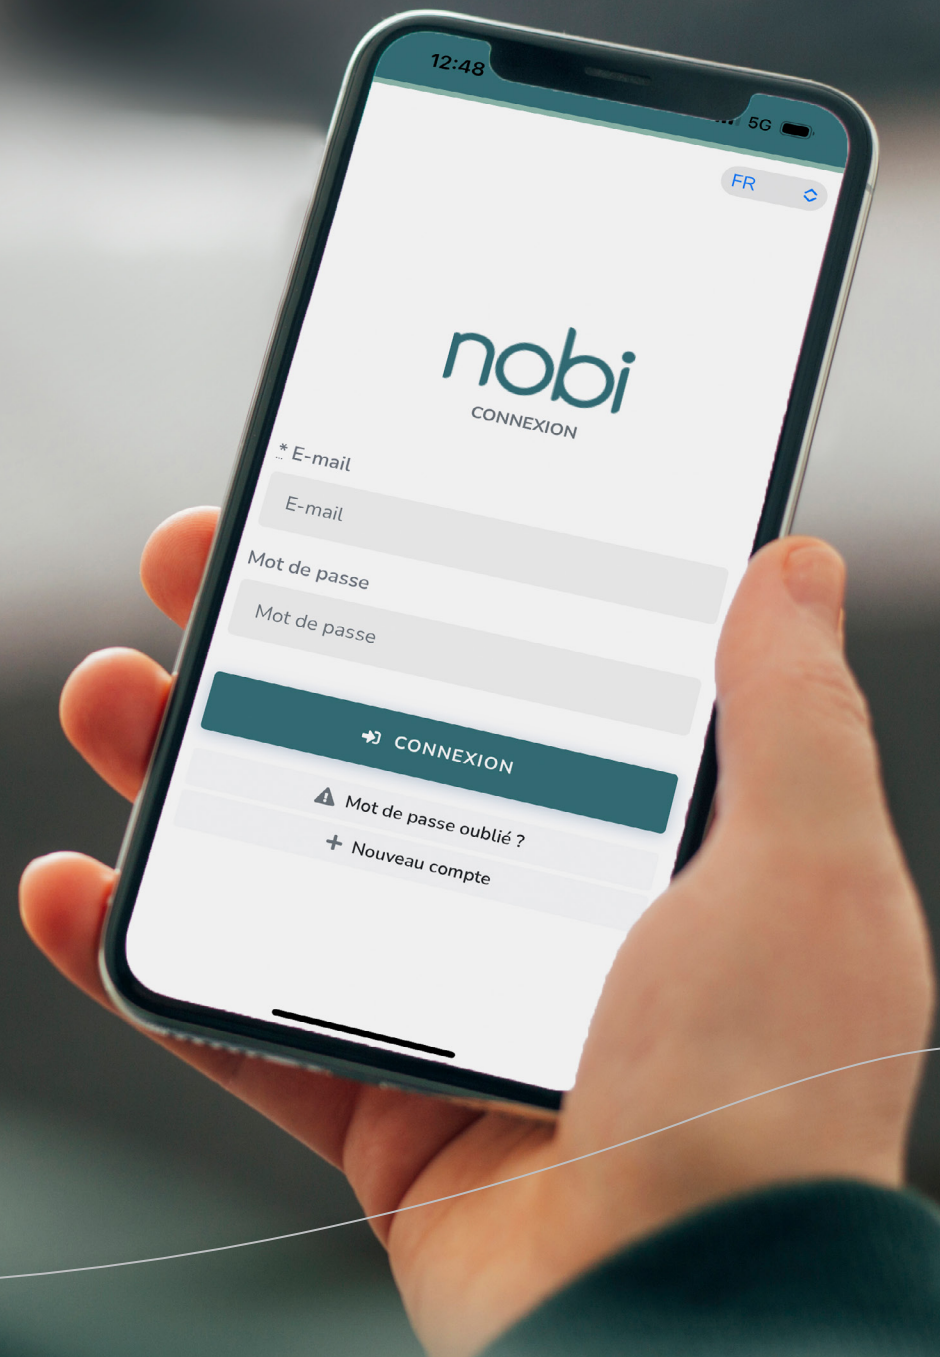 12:48
5G
FR
nobi
CONNEXION
* E-mail
E-mail
Mot de passe
Mot de passe
CONNEXION
Mot de passe oublié ?
Nouveau compte